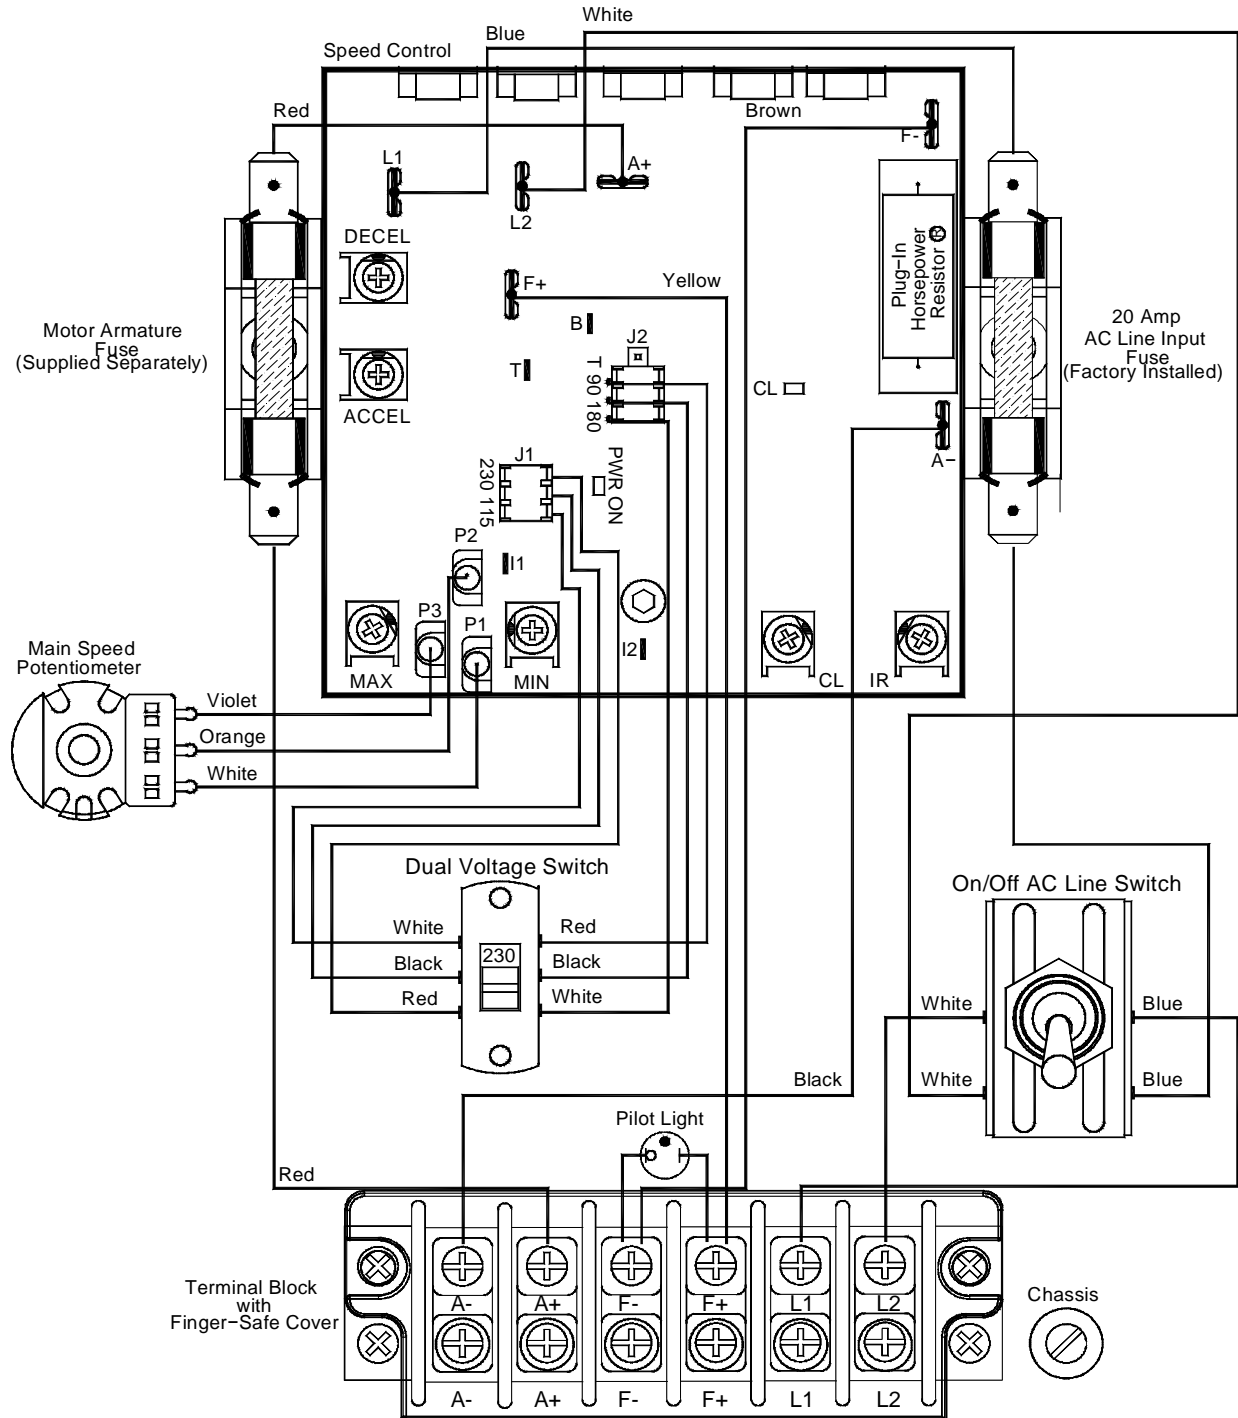 White
Blue
Speed Control
Red
Brown
F-
L1
A+
L2
DECEL
Plug-In
Horsepower
Resistor ®
F+
Yellow
B
Motor Armature
Fuse
(Supplied Separately)
20 Amp
AC Line Input
Fuse
(Factory Installed)
J2
T
T 90 180
CL
ACCEL
A-
J1
230 115
PWR ON
P2
I1
P3
P1
I2
Main Speed
Potentiometer
MAX
MIN
CL
IR
Violet
Orange
White
Dual Voltage Switch
On/Off AC Line Switch
White
Red
230
Black
Black
Red
White
White
Blue
White
Blue
Black
Pilot Light
Red
Terminal Block
with
Finger-Safe Cover
A-
A+
F-
F+
L1
L2
Chassis
A-
A+
F-
F+
L1
L2